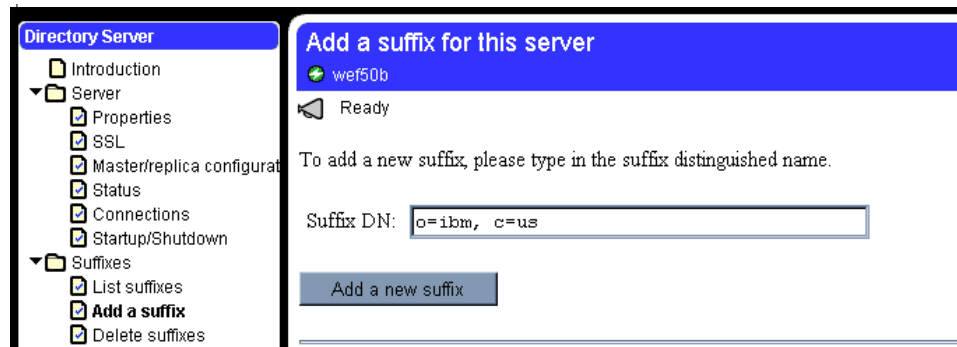 Directory Server
Introduction
Server
Properties
SSL
Master/replica configurat
Status
Connections
Startup/Shutdown
Suffixes
List suffixes
Add a suffix
Delete suffixes
Add a suffix for this server
wef50b
Ready
To add a new suffix, please type in the suffix distinguished name.
Suffix DN: o=ibm, c=us
Add a new suffix